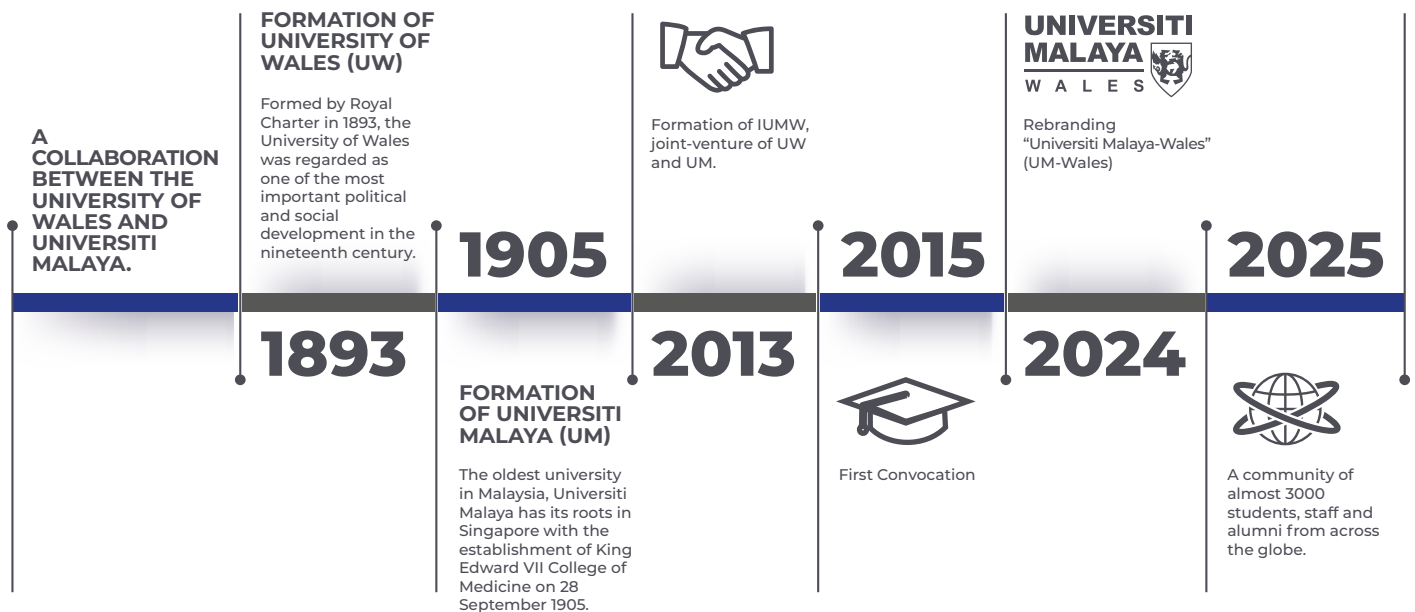 A
COLLABORATION
BETWEEN THE
UNIVERSITY OF
WALES AND
UNIVERSITI
MALAYA.
FORMATION OF
UNIVERSITY OF
WALES (UW)
Formed by Royal
Charter in 1893, the
University of Wales
was regarded as
one of the most
important political
and social
development in the
nineteenth century.
1893
1905
FORMATION
OF UNIVERSITI
MALAYA (UM)
The oldest university
in Malaysia, Universiti
Malaya has its roots in
Singapore with the
establishment of King
Edward VII College of
Medicine on 28
September 1905.
Formation of IUMW,
joint-venture of UW
and UM.
2013
2015
First Convocation
UNIVERSITI
MALAYA
WALES
Rebranding
“Universiti Malaya-Wales”
(UM-Wales)
2024
2025
A community of
almost 3000
students, staff and
alumni from across
the globe.